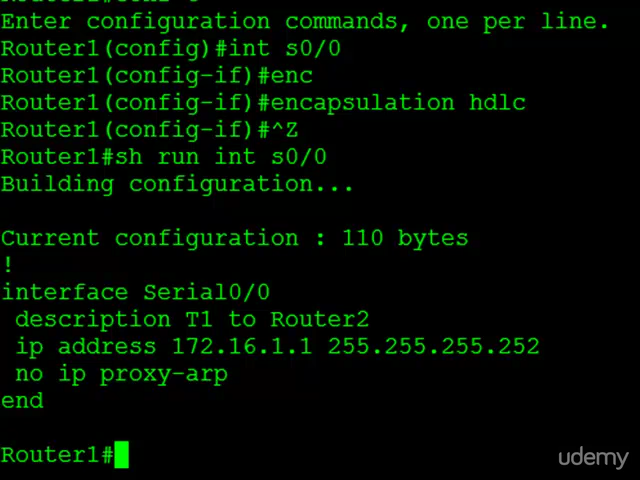 Enter configuration commands, one per line.
Router1(config)#int s0/0
Router1(config-if)#enc
Router1(config-if)#encapsulation hdlc
Router1(config-if)#^Z
Router1#sh run int s0/0
Building configuration...
Current configuration : 110 bytes
!
interface Serial0/0
 description T1 to Router2
 ip address 172.16.1.1 255.255.255.252
 no ip proxy-arp
end
Router1#
udemy